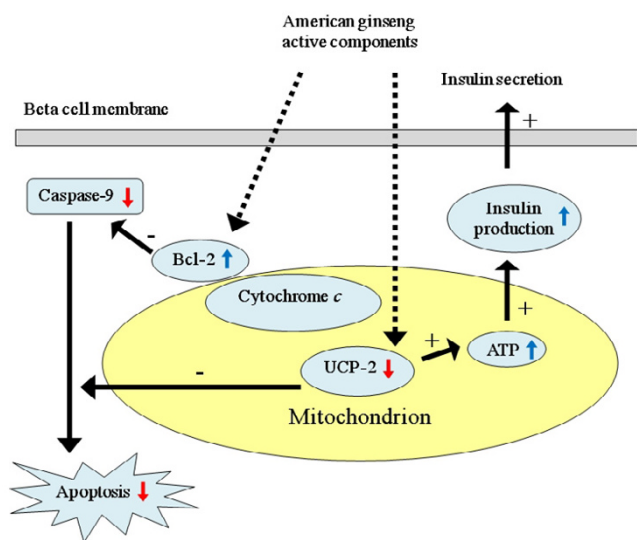 American ginseng
active components
Insulin secretion
Beta cell membrane
+
Caspase-9
Insulin
production
-
Bcl-2
+
Cytochrome c
+
ATP
UCP-2
-
Mitochondrion
Apoptosis